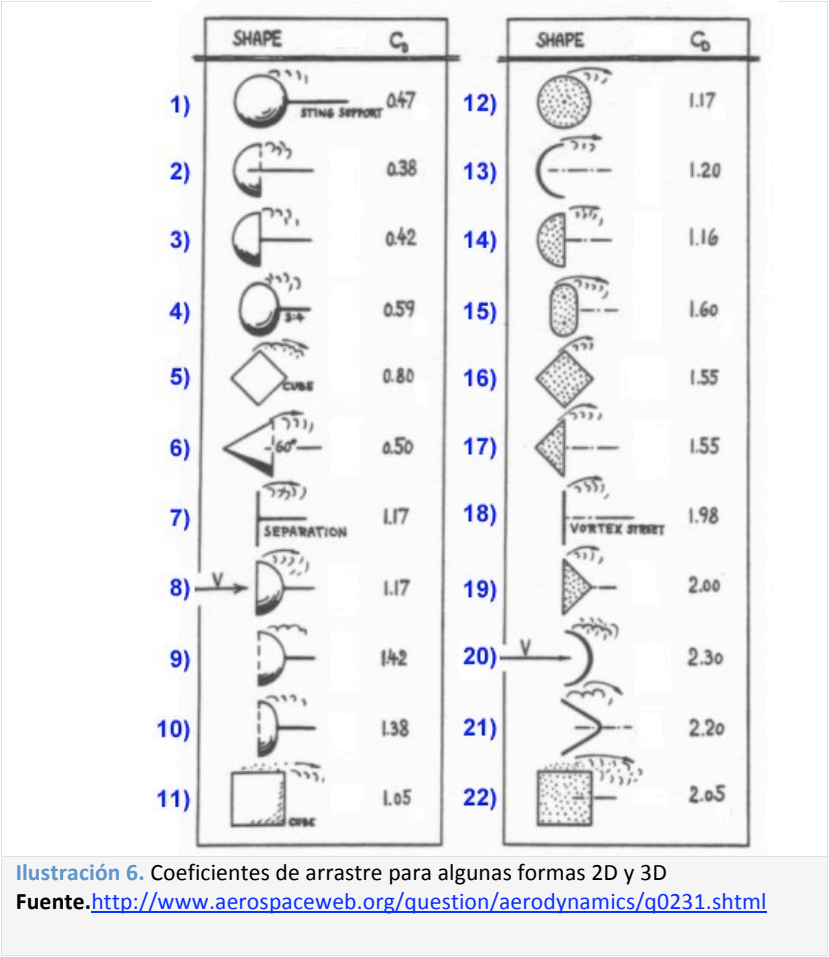 SHAPE C_D
1) 0.47
STING SUPPORT
2) 0.38
3) 0.42
4) 0.59
3:4
5) 0.80
CUBE
6) 60° 0.50
7) 1.17
SEPARATION
8) V 1.17
9) 1.42
10) 1.38
11) 1.05
CUBE
SHAPE C_D
12) 1.17
13) 1.20
14) 1.16
15) 1.60
16) 1.55
17) 1.55
18) 1.98
VORTEX STREET
19) 2.00
20) V 2.30
21) 2.20
22) 2.05
Ilustración 6. Coeficientes de arrastre para algunas formas 2D y 3D
Fuente.http://www.aerospaceweb.org/question/aerodynamics/q0231.shtml